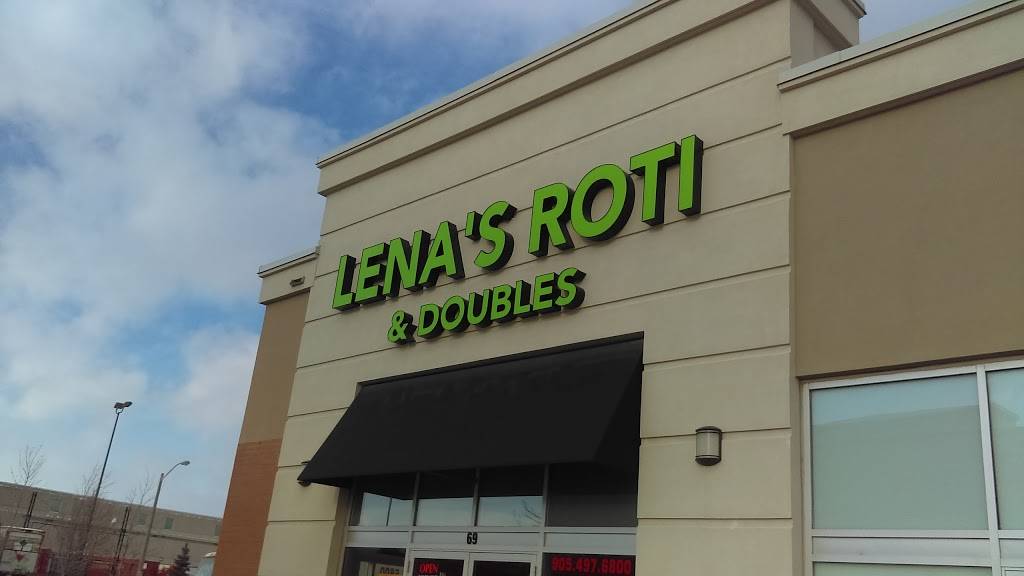 LENA'S ROTI
& DOUBLES
69
OPEN
905.497.6800